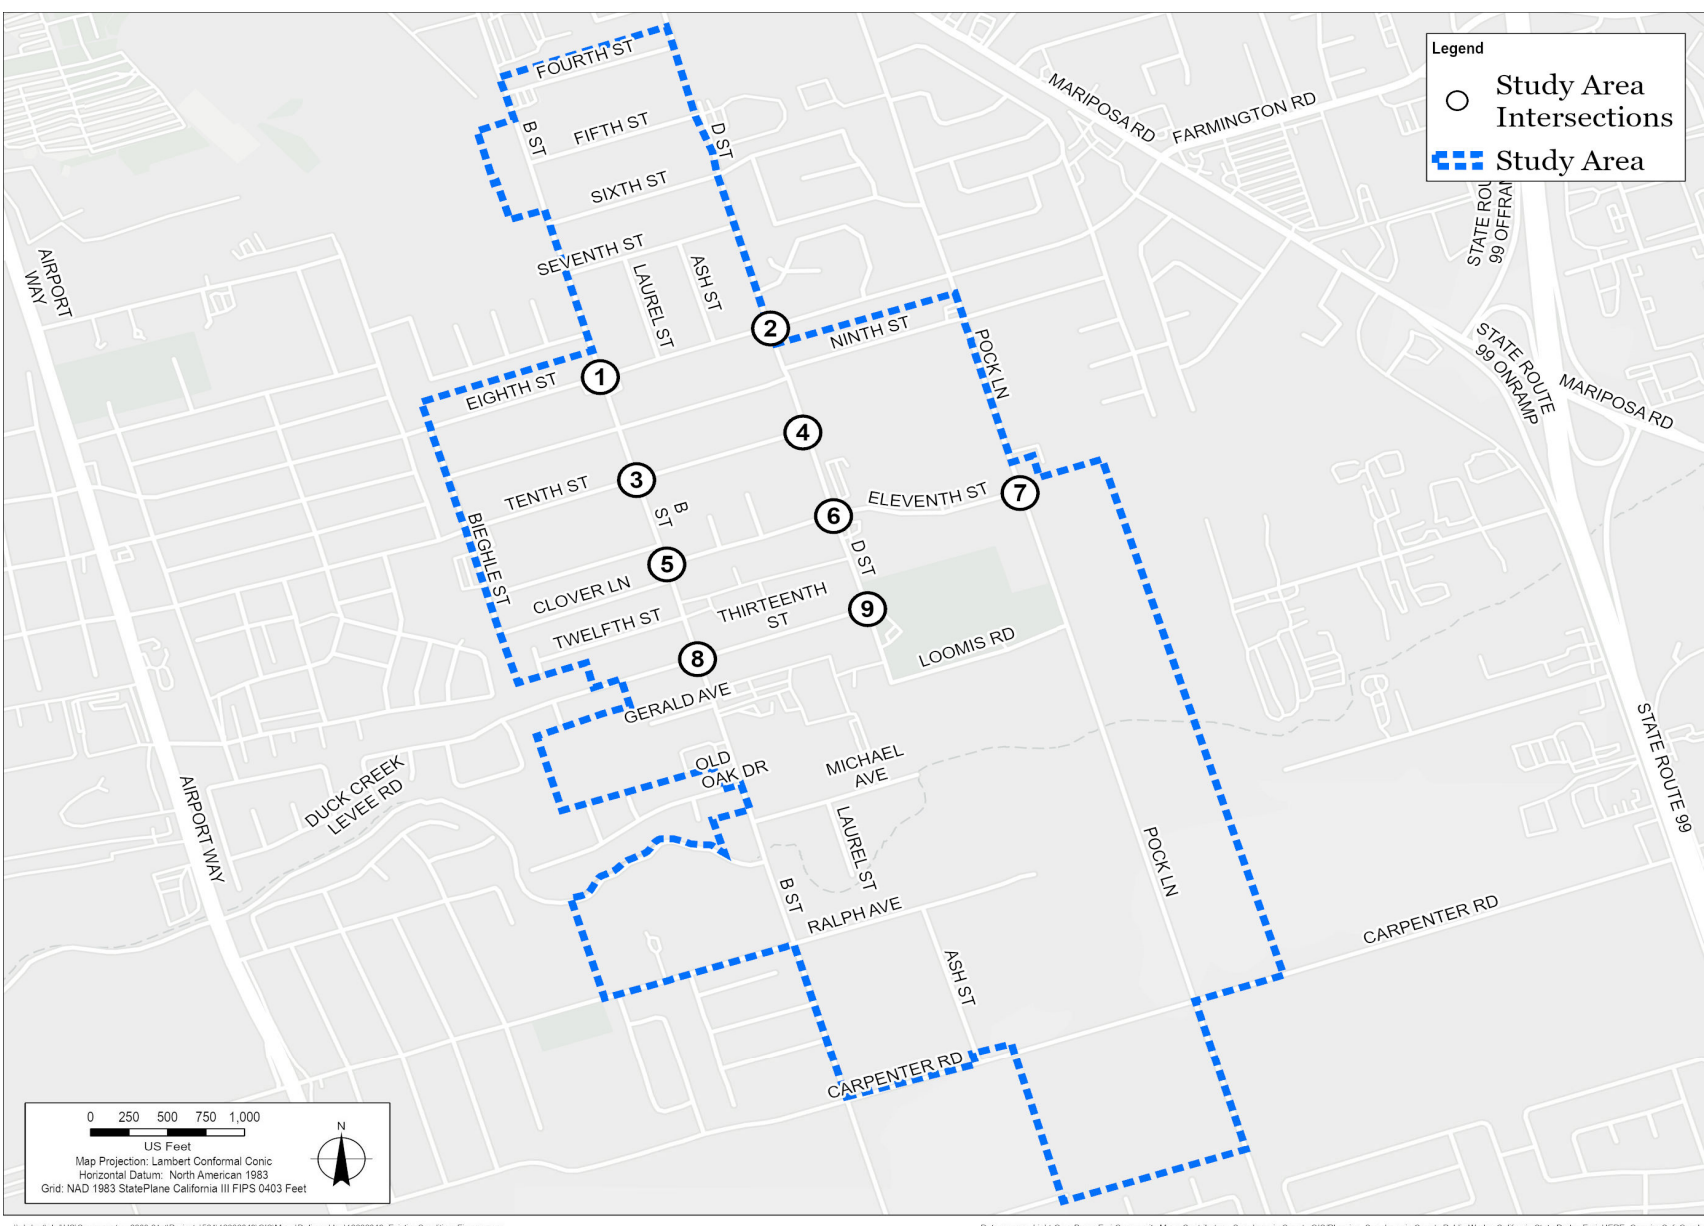 FOURTH ST
B ST
FIFTH ST
D ST
SIXTH ST
SEVENTH ST
LAUREL ST
ASH ST
MARIPOSA RD
FARMINGTON RD
Legend
Study Area
Intersections
Study Area
STATE ROU
99 OFFRAM
AIRPORT
WAY
2
NINTH ST
POCK LN
1
EIGHTH ST
STATE ROUTE
99 ONRAMP
MARIPOSA RD
4
3
TENTH ST
B
ST
BIEGHLE ST
ELEVENTH ST
7
6
D ST
5
CLOVER LN
TWELFTH ST
THIRTEENTH
ST
9
8
LOOMIS RD
GERALD AVE
OLD
OAK DR
MICHAEL
AVE
DUCK CREEK
LEVEE RD
AIRPORT WAY
LAUREL ST
POCK LN
STATE ROUTE 99
B ST
RALPH AVE
CARPENTER RD
ASH ST
CARPENTER RD
0 250 500 750 1,000
US Feet
Map Projection: Lambert Conformal Conic
Horizontal Datum: North American 1983
Grid: NAD 1983 StatePlane California III FIPS 0403 Feet
N